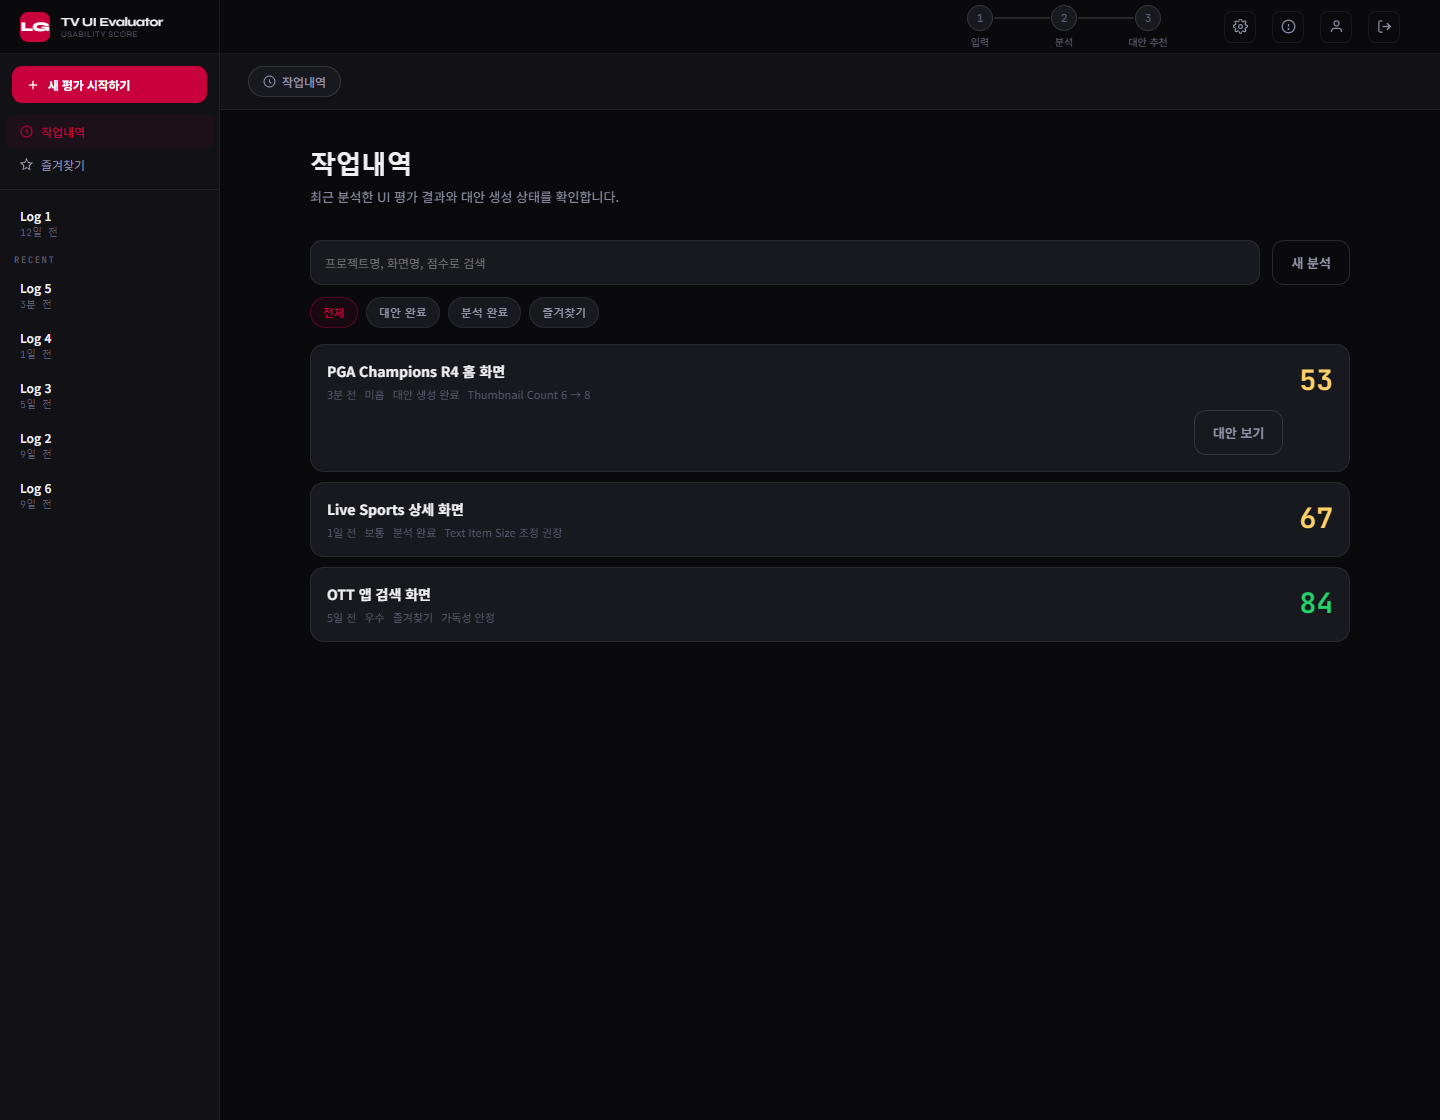 LG
TV UI Evaluator
USABILITY SCORE
1
입력
2
분석
3
대안 추천
새 평가 시작하기
작업내역
즐겨찾기
Log 1
12일 전
RECENT
Log 5
3분 전
Log 4
1일 전
Log 3
5일 전
Log 2
9일 전
Log 6
9일 전
작업내역
작업내역
최근 분석한 UI 평가 결과와 대안 생성 상태를 확인합니다.
프로젝트명, 화면명, 점수로 검색
새 분석
전체 대안 완료 분석 완료 즐겨찾기
PGA Champions R4 홈 화면
3분 전 미흡 대안 생성 완료 Thumbnail Count 6 → 8
53
대안 보기
Live Sports 상세 화면
1일 전 보통 분석 완료 Text Item Size 조정 권장
67
OTT 앱 검색 화면
5일 전 우수 즐겨찾기 가독성 안정
84